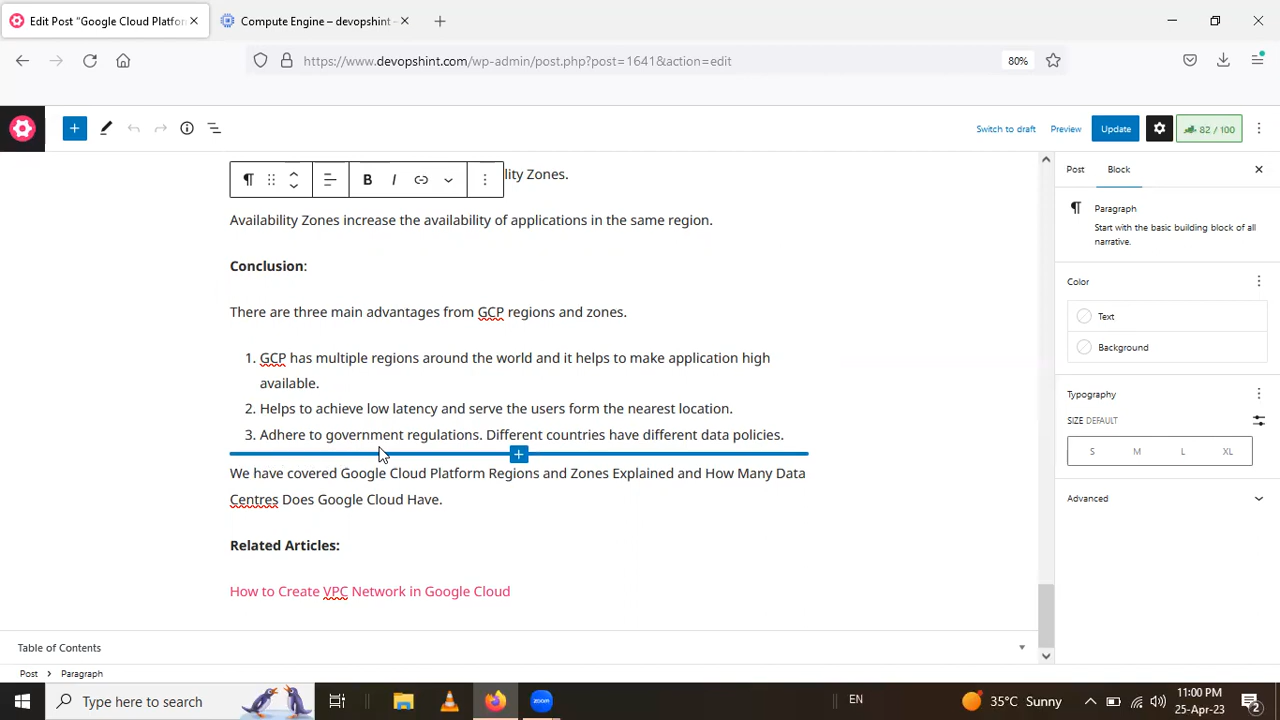 Edit Post “Google Cloud Platfor
Compute Engine – devopshint -
https://www.devopshint.com/wp-admin/post.php?post=1641&action=edit
80%
Switch to draft
Preview
Update
82 / 100
B
I
lity Zones.
Availability Zones increase the availability of applications in the same region.
Conclusion:
There are three main advantages from GCP regions and zones.
1. GCP has multiple regions around the world and it helps to make application high
available.
2. Helps to achieve low latency and serve the users form the nearest location.
3. Adhere to government regulations. Different countries have different data policies.
We have covered Google Cloud Platform Regions and Zones Explained and How Many Data
Centres Does Google Cloud Have.
Related Articles:
How to Create VPC Network in Google Cloud
Post
Block
Paragraph
Start with the basic building block of all
narrative.
Color
Text
Background
Typography
SIZE DEFAULT
S
M
L
XL
Advanced
Table of Contents
Post
Paragraph
Type here to search
EN
35°C Sunny
11:00 PM
25-Apr-23
2